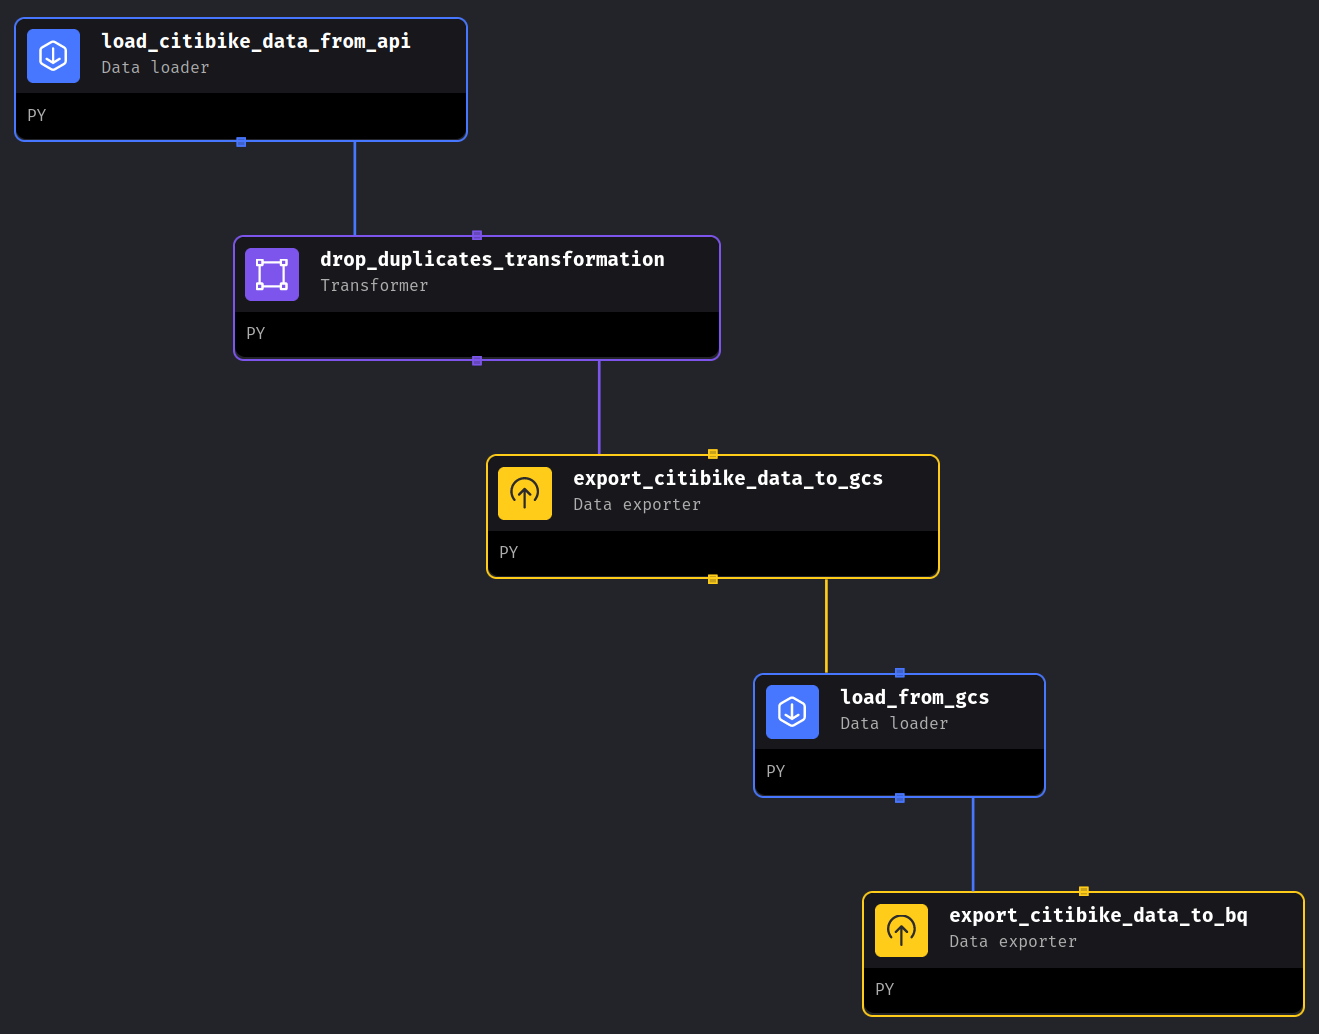 load_citibike_data_from_api
Data loader
PY
drop_duplicates_transformation
Transformer
PY
export_citibike_data_to_gcs
Data exporter
PY
load_from_gcs
Data loader
PY
export_citibike_data_to_bq
Data exporter
PY